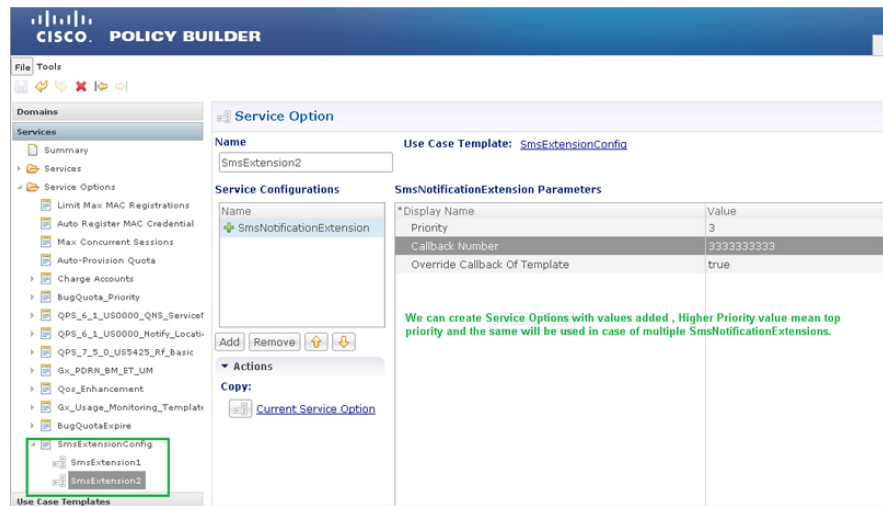 CISCO. POLICY BUILDER
File Tools
Domains
Services
Summary
Services
Service Options
Limit Max MAC Registrations
Auto Register MAC Credential
Max Concurrent Sessions
Auto-Provision Quota
Charge Accounts
BugQuota_Priority
QPS_6_1_US0000_QNS_Servicef
QPS_6_1_US0000_Notify_Locati
QPS_7_5_0_US5425_Rf_Basic
Gx_PDRN_BM_ET_UM
Qos_Enhancement
Gx_Usage_Monitoring_Template
BugQuotaExpire
SmsExtensionConfig
SmsExtension1
SmsExtension2
Use Case Templates
Service Option
Name
Use Case Template: SmsExtensionConfig
SmsExtension2
Service Configurations
Name
SmsNotificationExtension
Add Remove
Actions
Copy:
Current Service Option
SmsNotificationExtension Parameters
*Display Name Value
Priority 3
Callback Number 3333333333
Override Callback Of Template true
We can create Service Options with values added , Higher Priority value mean top
priority and the same will be used in case of multiple SmsNotificationExtensions.